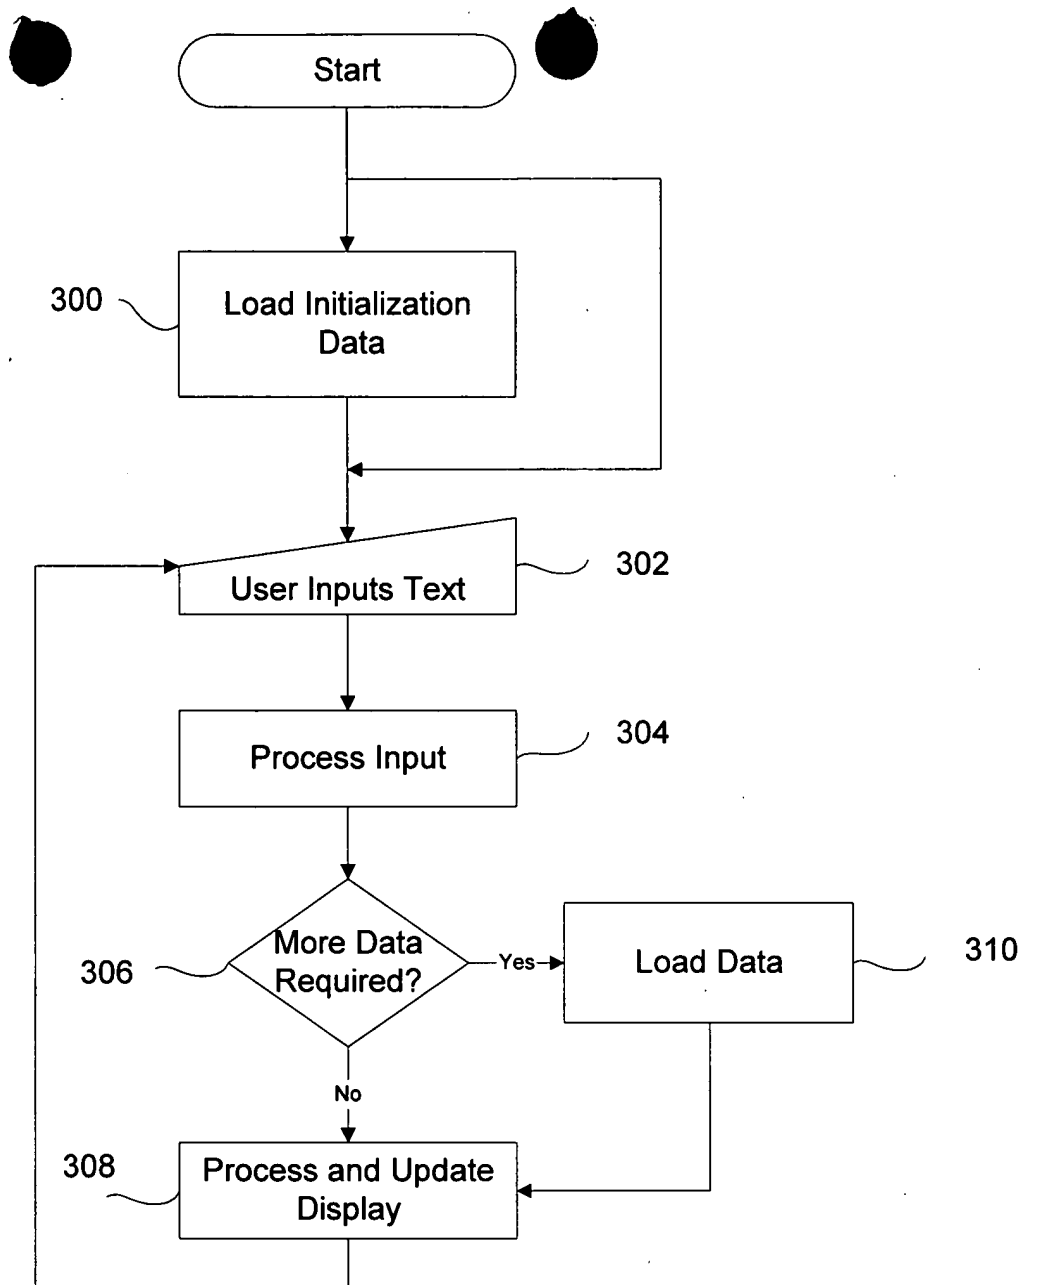 Start
300
Load Initialization
Data
302
User Inputs Text
304
Process Input
306
More Data
Required?
Yes
Load Data
310
No
308
Process and Update
Display